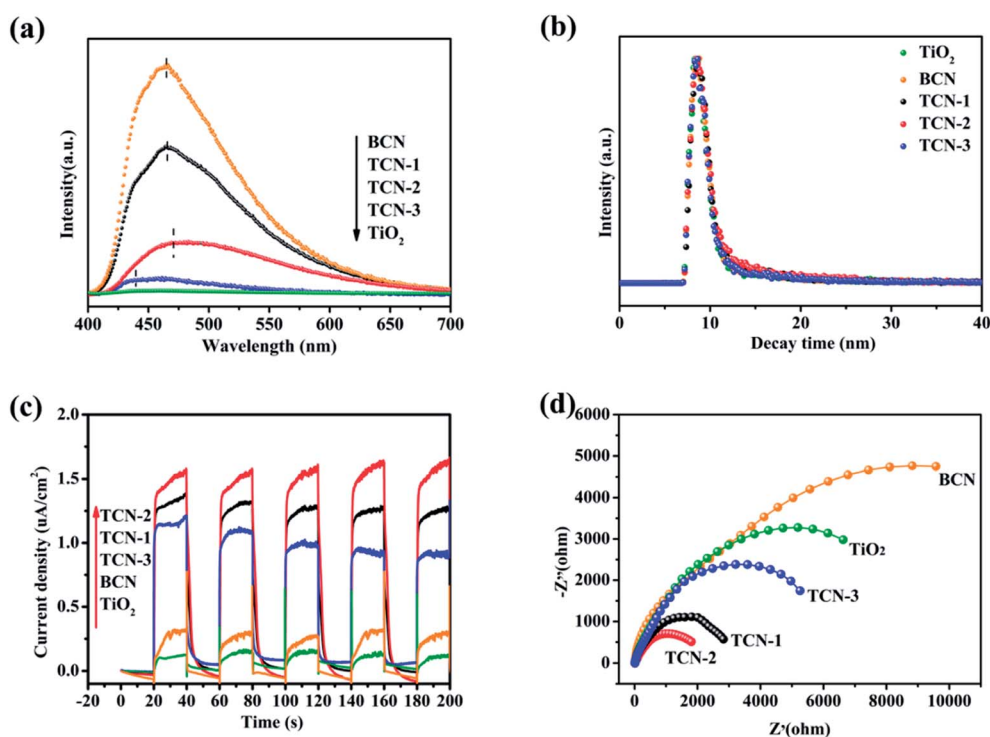 (a)
Intensity(a.u.)
BCN
TCN-1
TCN-2
TCN-3
TiO₂
400 450 500 550 600 650 700
Wavelength (nm)
(b)
Intensity (a.u.)
TiO₂
BCN
TCN-1
TCN-2
TCN-3
0 10 20 30 40
Decay time (nm)
(c)
Current density (uA/cm²)
2.0
1.5
1.0
0.5
0.0
TCN-2
TCN-1
TCN-3
BCN
TiO₂
-20 0 20 40 60 80 100 120 140 160 180 200
Time (s)
(d)
-Z''(ohm)
6000
5000
4000
3000
2000
1000
0
BCN
TiO₂
TCN-3
TCN-1
TCN-2
0 2000 4000 6000 8000 10000
Z'(ohm)